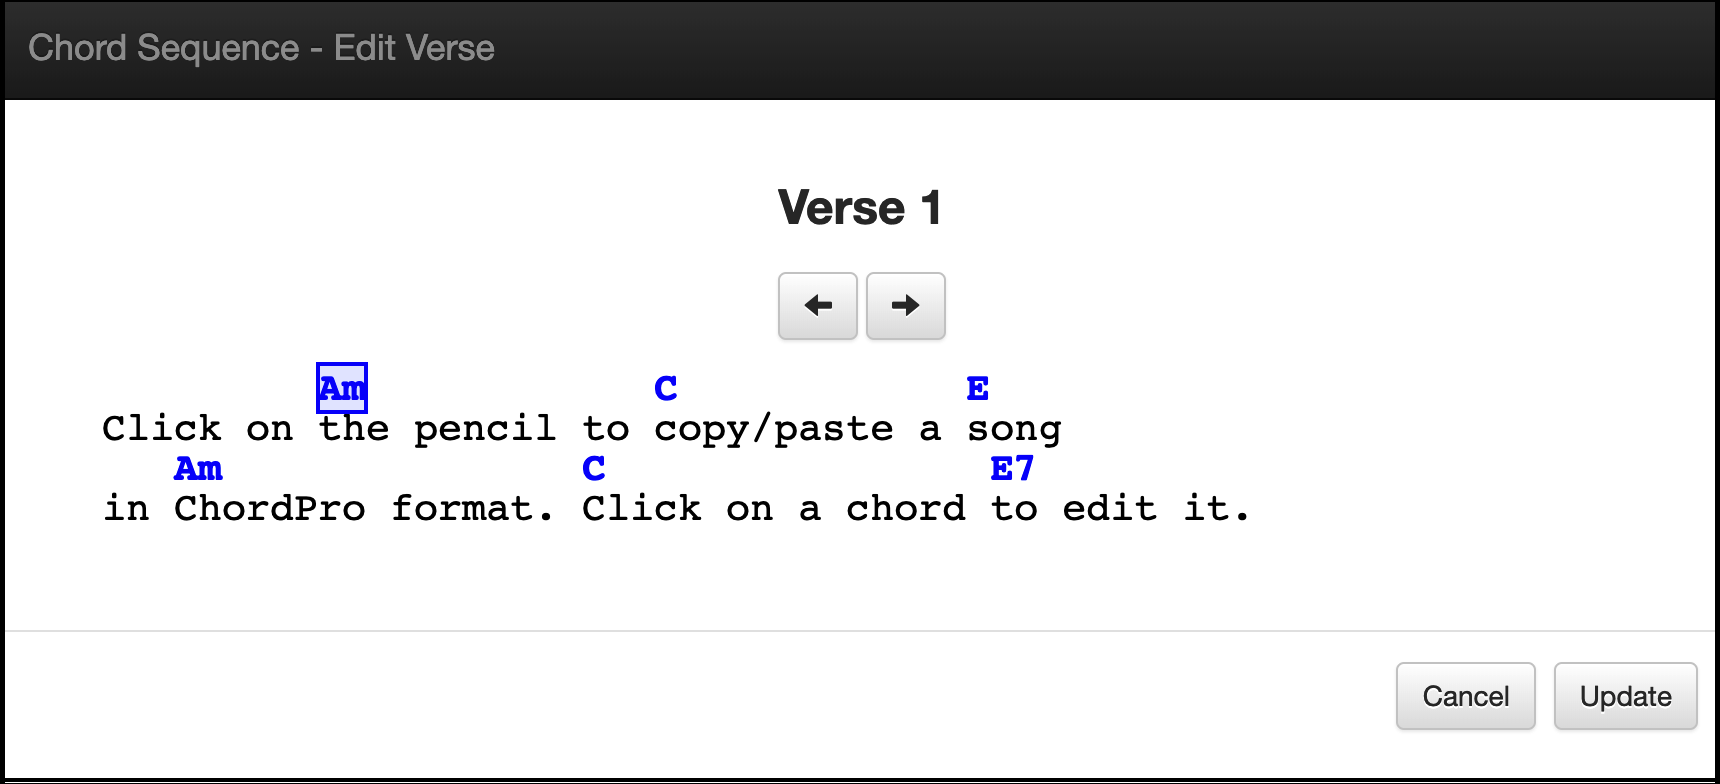 Chord Sequence - Edit Verse
Verse 1
Am C E
Click on the pencil to copy/paste a song
Am C E7
in ChordPro format. Click on a chord to edit it.
Cancel Update